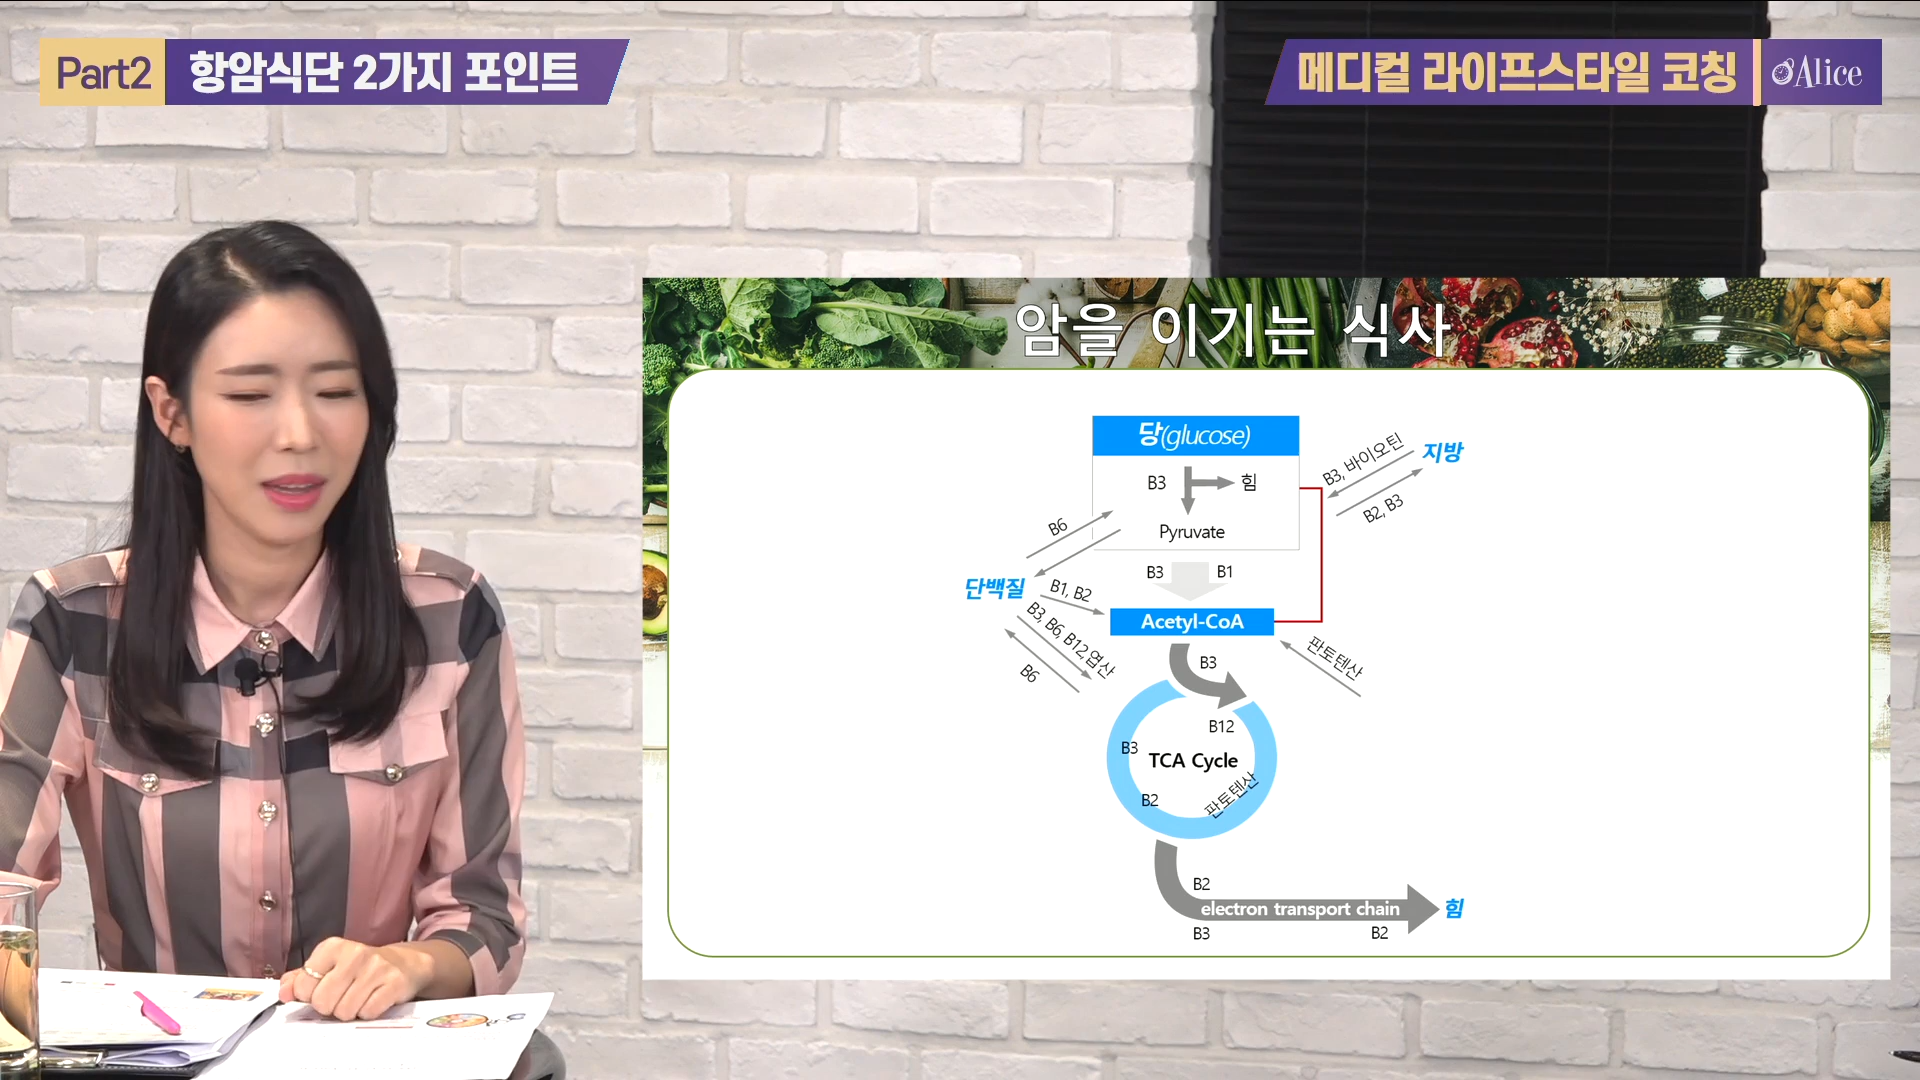 Part2 항암식단 2가지 포인트
메디컬 라이프스타일 코칭 Alice
암을 이기는 식사
당(glucose)
B3 힘
Pyruvate
B3 B1
Acetyl-CoA
지방
B3, 바이오틴
B2, B3
단백질
B6
B1, B2
B3, B6, B12,엽산
B6
판토텐산
B3
B12
B3
TCA Cycle
B2
판토텐산
B2
electron transport chain
힘
B3 B2